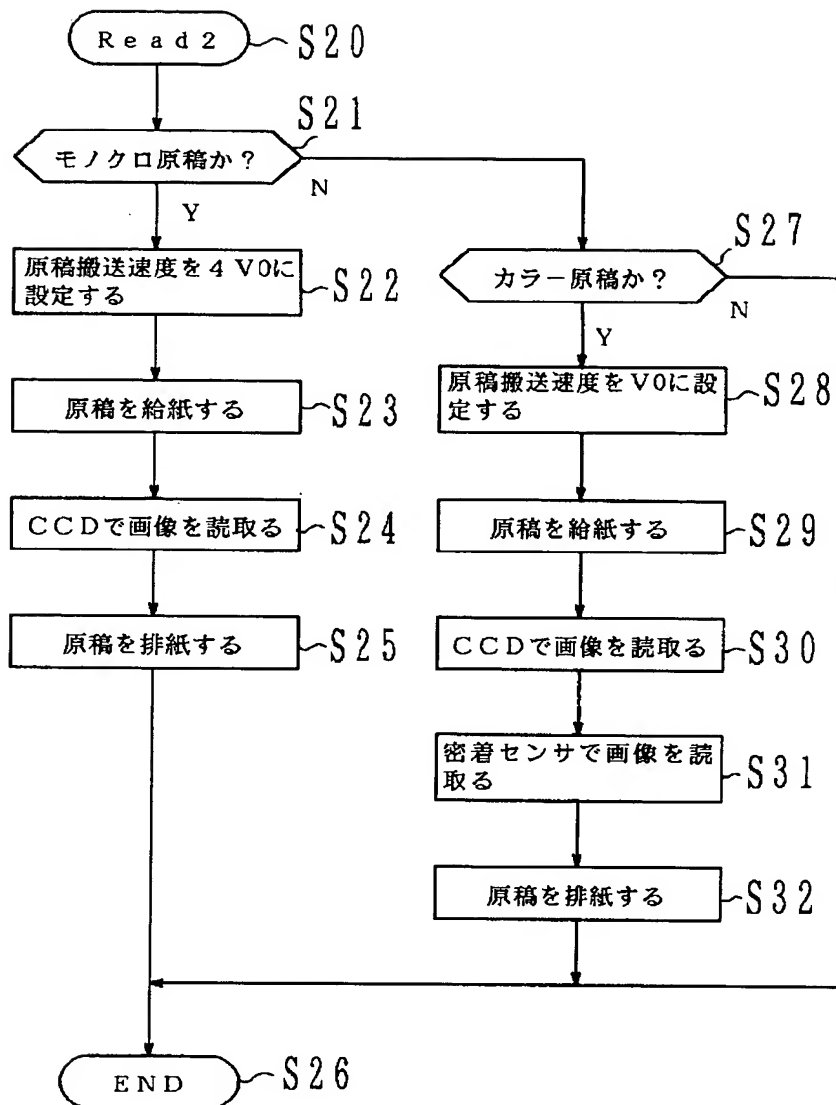 Read2
S20
S21
モノクロ原稿か？
N
Y
原稿搬送速度を4V0に
設定する
S22
原稿を給紙する
S23
CCDで画像を読取る
S24
原稿を排紙する
S25
S27
カラー原稿か？
N
Y
原稿搬送速度をV0に設
定する
S28
原稿を給紙する
S29
CCDで画像を読取る
S30
密着センサで画像を読
取る
S31
原稿を排紙する
S32
END
S26